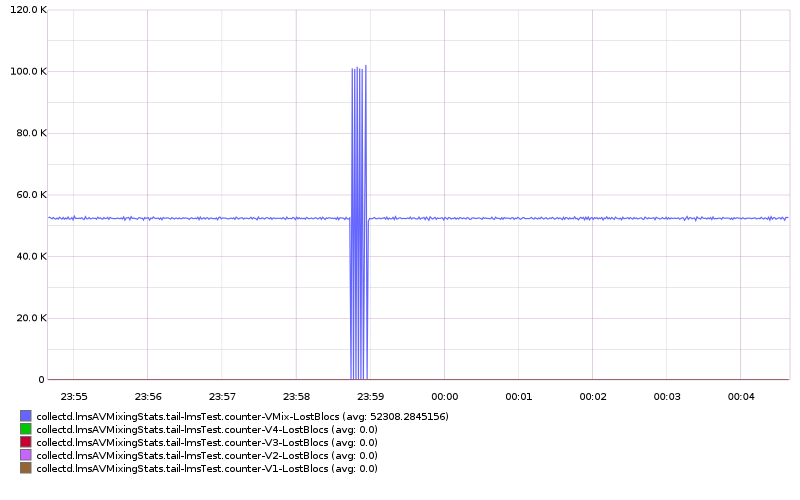 120.0 K
100.0 K
80.0 K
60.0 K
40.0 K
20.0 K
0
23:55 23:56 23:57 23:58 23:59 00:00 00:01 00:02 00:03 00:04
collectd.lmsAVMixingStats.tail-lmsTest.counter-VMix-LostBlocs (avg: 52308.2845156)
collectd.lmsAVMixingStats.tail-lmsTest.counter-V4-LostBlocs (avg: 0.0)
collectd.lmsAVMixingStats.tail-lmsTest.counter-V3-LostBlocs (avg: 0.0)
collectd.lmsAVMixingStats.tail-lmsTest.counter-V2-LostBlocs (avg: 0.0)
collectd.lmsAVMixingStats.tail-lmsTest.counter-V1-LostBlocs (avg: 0.0)